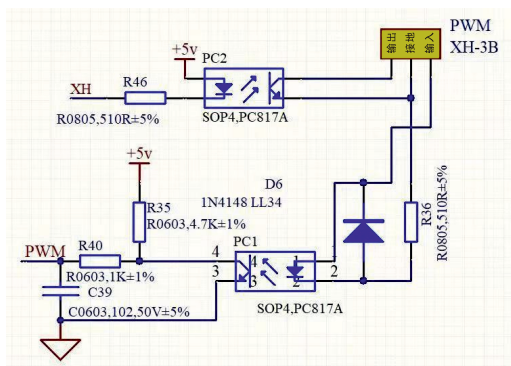 PWM
XH-3B
输出
接地
输入
+5v
PC2
XH
R46
R0805,510R±5%
SOP4,PC817A
+5v
D6
1N4148 LL34
R35
R0603,4.7K±1%
R36
R0805,510R±5%
PWM
R40
R0603,1K±1%
PC1
4
3
4
3
1
2
1
2
C39
C0603,102,50V±5%
SOP4,PC817A